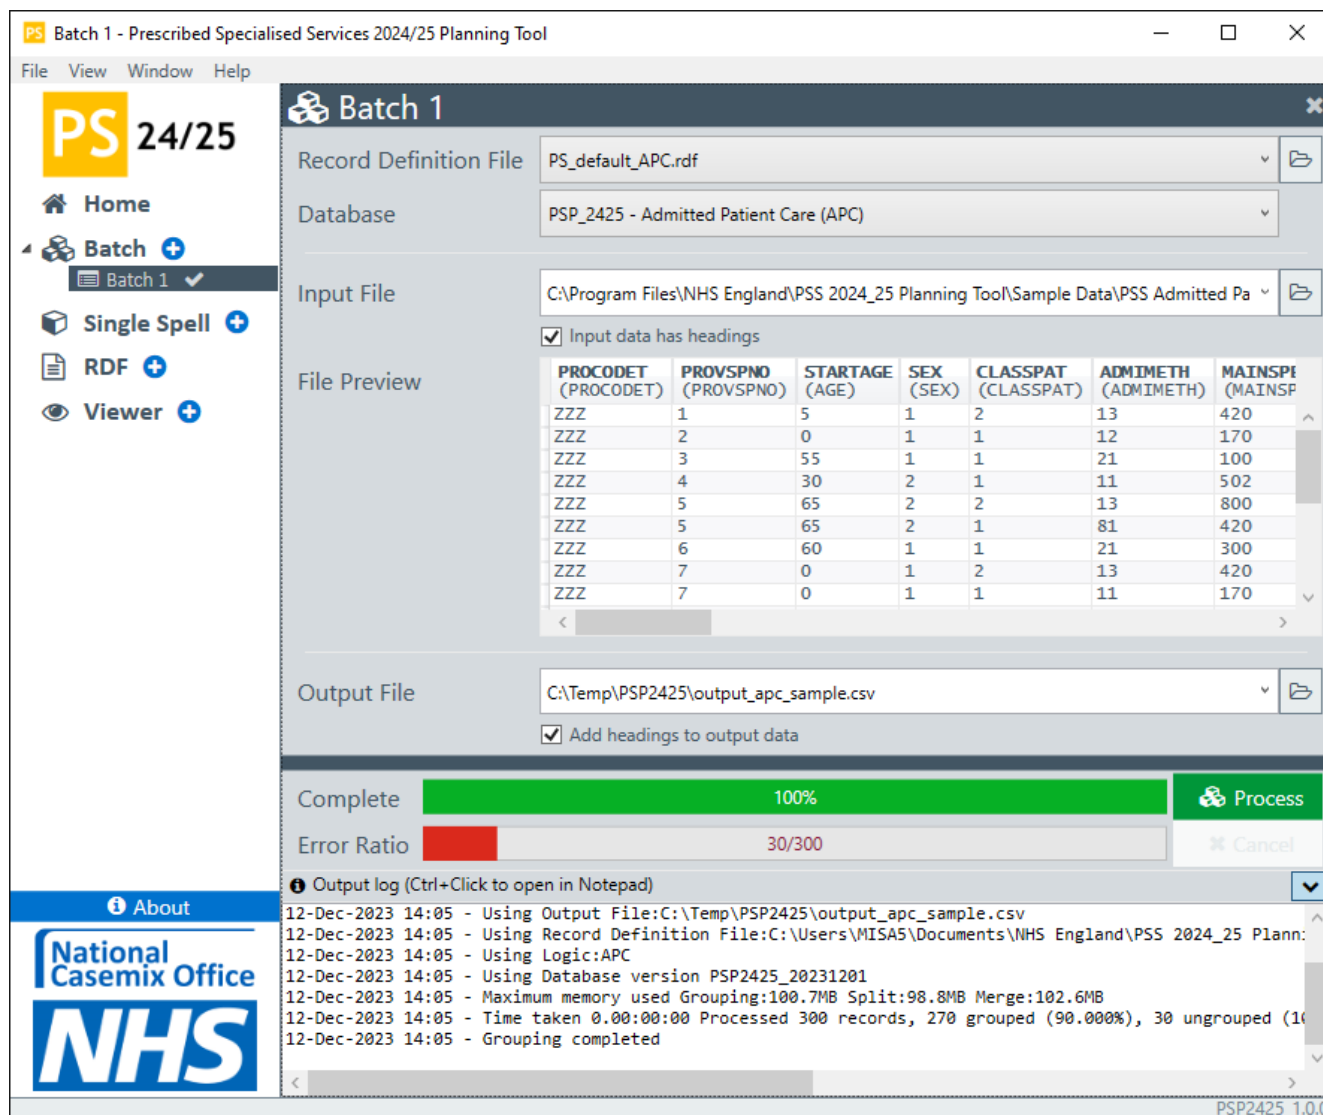 PS Batch 1 - Prescribed Specialised Services 2024/25 Planning Tool
File View Window Help
PS 24/25
Home
Batch
Batch 1
Single Spell
RDF
Viewer
About
National
Casemix Office
NHS
Batch 1
Record Definition File PS_default_APC.rdf
Database PSP_2425 - Admitted Patient Care (APC)
Input File C:\Program Files\NHS England\PSS 2024_25 Planning Tool\Sample Data\PSS Admitted Pa
Input data has headings
File Preview
PROCODET PROVSPNO STARTAGE SEX CLASSPAT ADMIMETH MAINSPE
(PROCODET) (PROVSPNO) (AGE) (SEX) (CLASSPAT) (ADMIMETH) (MAINSP
ZZZ 1 5 1 2 13 420
ZZZ 2 0 1 1 12 170
ZZZ 3 55 1 1 21 100
ZZZ 4 30 2 1 11 502
ZZZ 5 65 2 2 13 800
ZZZ 5 65 2 1 81 420
ZZZ 6 60 1 1 21 300
ZZZ 7 0 1 2 13 420
ZZZ 7 0 1 1 11 170
Output File C:\Temp\PSP2425\output_apc_sample.csv
Add headings to output data
Complete 100% Process
Error Ratio 30/300 Cancel
Output log (Ctrl+Click to open in Notepad)
12-Dec-2023 14:05 - Using Output File:C:\Temp\PSP2425\output_apc_sample.csv
12-Dec-2023 14:05 - Using Record Definition File:C:\Users\MISA5\Documents\NHS England\PSS 2024_25 Plann
12-Dec-2023 14:05 - Using Logic:APC
12-Dec-2023 14:05 - Using Database version PSP2425_20231201
12-Dec-2023 14:05 - Maximum memory used Grouping:100.7MB Split:98.8MB Merge:102.6MB
12-Dec-2023 14:05 - Time taken 0.00:00:00 Processed 300 records, 270 grouped (90.000%), 30 ungrouped (1
12-Dec-2023 14:05 - Grouping completed
PSP2425 1.0.